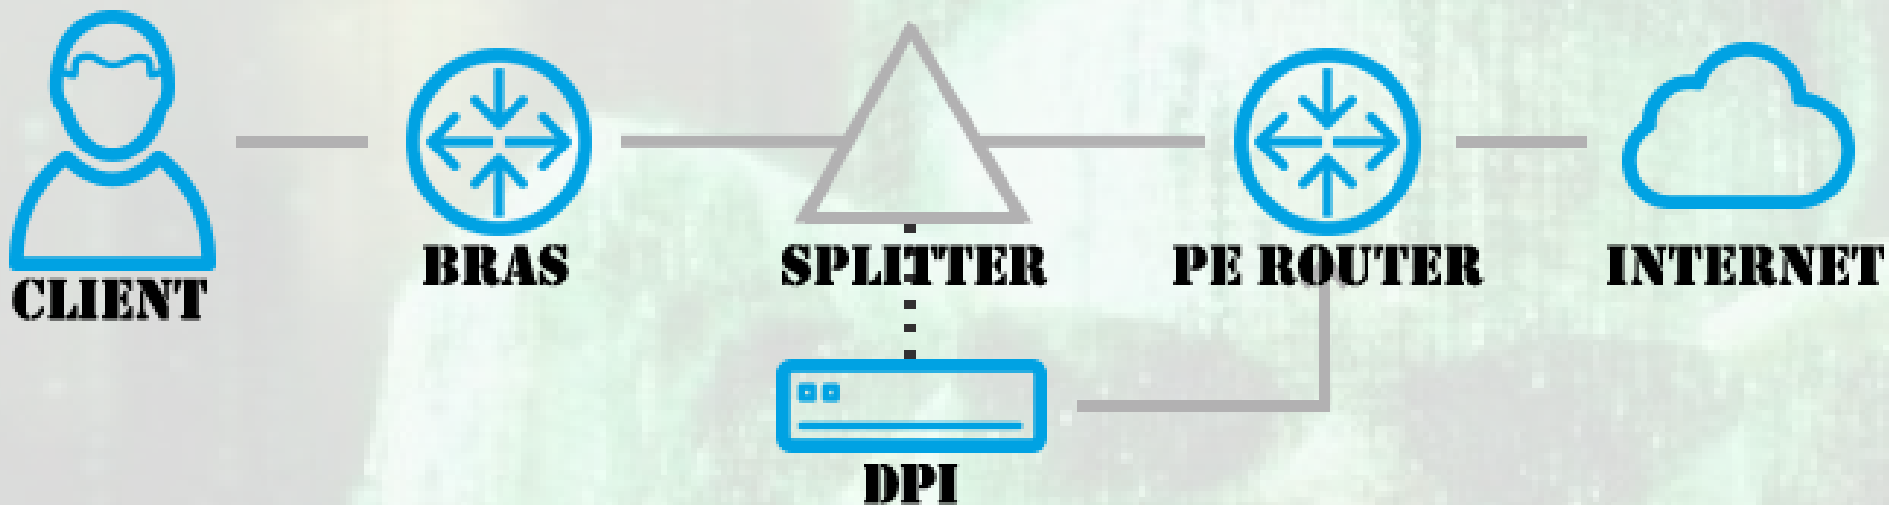 CLIENT
BRAS
SPLITTER
PE ROUTER
INTERNET
DPI